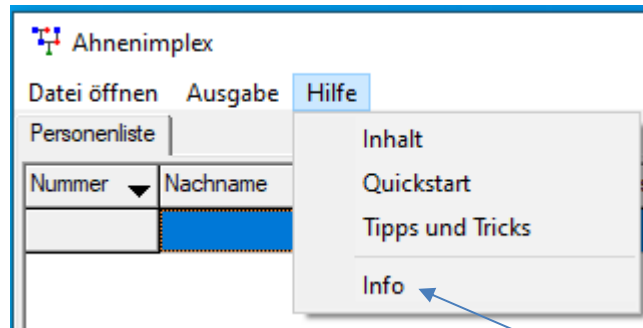 Ahnenimplex
Datei öffnen Ausgabe Hilfe
Personenliste
Inhalt
Nummer Nachname
Quickstart
Tipps und Tricks
Info